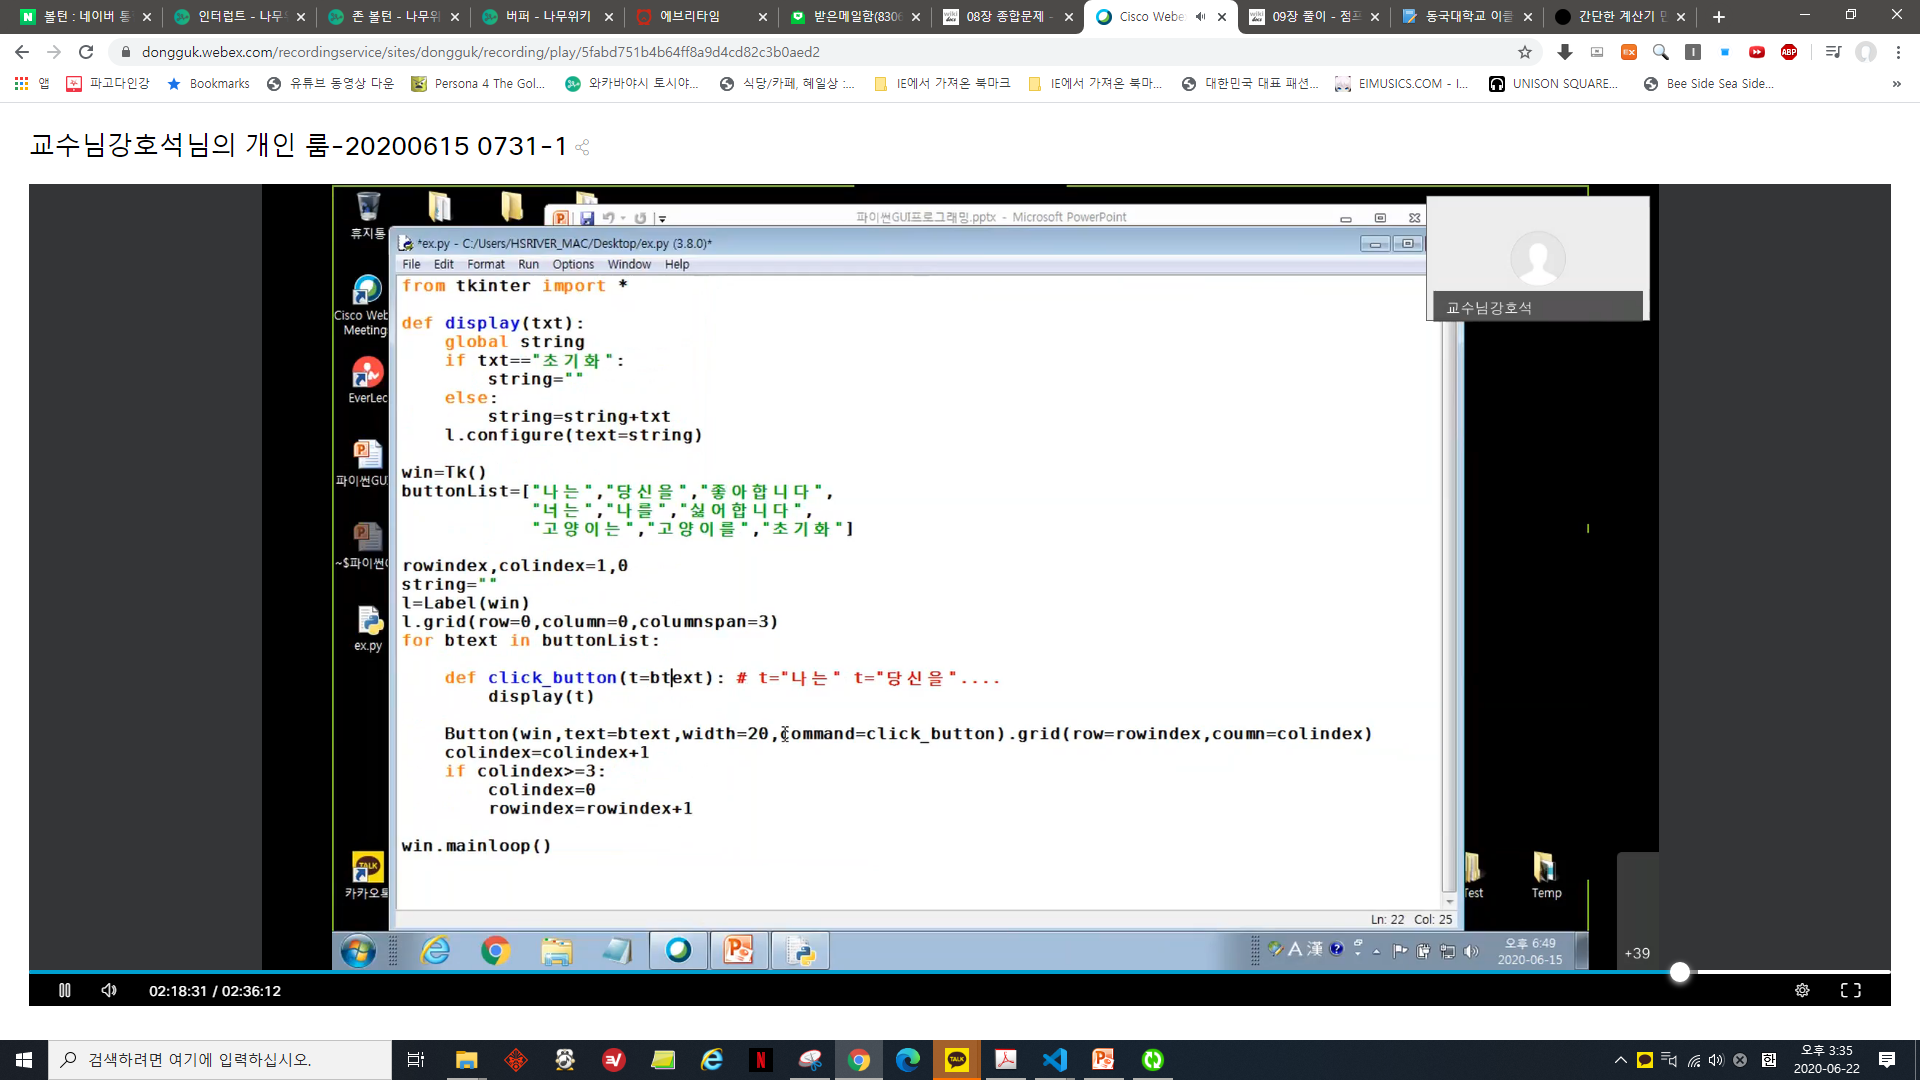 볼턴 : 네이버 통
인터럽트 - 나무
존 볼턴 - 나무위
버퍼 - 나무위키
에브리타임
받은메일함(8306
08장 종합문제 -
Cisco Webe
09장 풀이 - 점프
동국대학교 이클
간단한 계산기 만
dongguk.webex.com/recordingservice/sites/dongguk/recording/play/5fabd751b4b64ff8a9d4cd82c3b0aed2
앱
파고다인강
Bookmarks
유튜브 동영상 다운
Persona 4 The Gol...
와카바야시 토시야...
식당/카페, 헤일상 :...
IE에서 가져온 북마크
IE에서 가져온 북마...
대한민국 대표 패션...
EIMUSICS.COM - I...
UNISON SQUARE...
Bee Side Sea Side...
교수님강호석님의 개인 룸-20200615 0731-1
휴지통
파이썬GUI프로그래밍.pptx - Microsoft PowerPoint
*ex.py - C:/Users/HSRIVER_MAC/Desktop/ex.py (3.8.0)*
File Edit Format Run Options Window Help
교수님강호석
Cisco Web
Meeting
EverLec
파이썬GU
~$파이썬
ex.py
카카오톡
from tkinter import *
def display(txt):
global string
if txt=="초기화":
string=""
else:
string=string+txt
l.configure(text=string)
win=Tk()
buttonList=["나는","당신을","좋아합니다",
"너는","나를","싫어합니다",
"고양이는","고양이를","초기화"]
rowindex,colindex=1,0
string=""
l=Label(win)
l.grid(row=0,column=0,columnspan=3)
for btext in buttonList:
def click_button(t=btext): # t="나는" t="당신을"....
display(t)
Button(win,text=btext,width=20,command=click_button).grid(row=rowindex,coumn=colindex)
colindex=colindex+1
if colindex>=3:
colindex=0
rowindex=rowindex+1
win.mainloop()
Test
Temp
Ln: 22 Col: 25
A 漢
오후 6:49
2020-06-15
+39
02:18:31 / 02:36:12
검색하려면 여기에 입력하십시오.
오후 3:35
2020-06-22